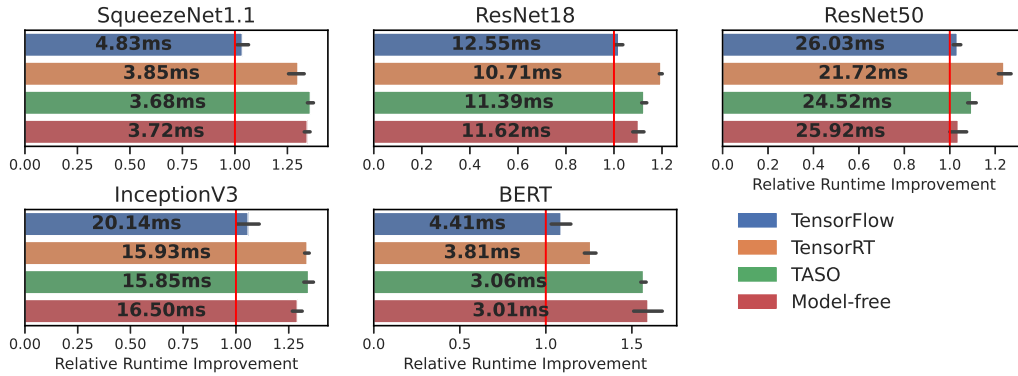 SqueezeNet1.1
4.83ms
3.85ms
3.68ms
3.72ms
0.00 0.25 0.50 0.75 1.00 1.25
ResNet18
12.55ms
10.71ms
11.39ms
11.62ms
0.0 0.2 0.4 0.6 0.8 1.0 1.2
ResNet50
26.03ms
21.72ms
24.52ms
25.92ms
0.0 0.2 0.4 0.6 0.8 1.0 1.2
Relative Runtime Improvement
InceptionV3
20.14ms
15.93ms
15.85ms
16.50ms
0.00 0.25 0.50 0.75 1.00 1.25
Relative Runtime Improvement
BERT
4.41ms
3.81ms
3.06ms
3.01ms
0.0 0.5 1.0 1.5
Relative Runtime Improvement
TensorFlow
TensorRT
TASO
Model-free